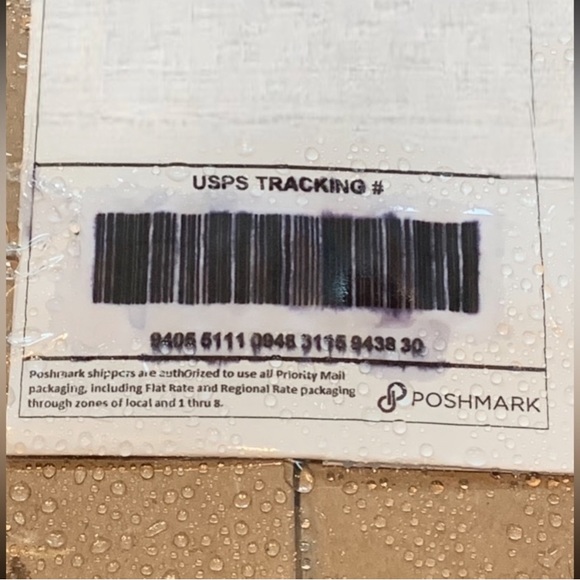 USPS TRACKING #
9405 5111 0948 3115 9438 30
Poshmark shippers are authorized to use all Priority Mail
packaging, including Flat Rate and Regional Rate packaging
through zones of local and 1 thru 8.
POSHMARK